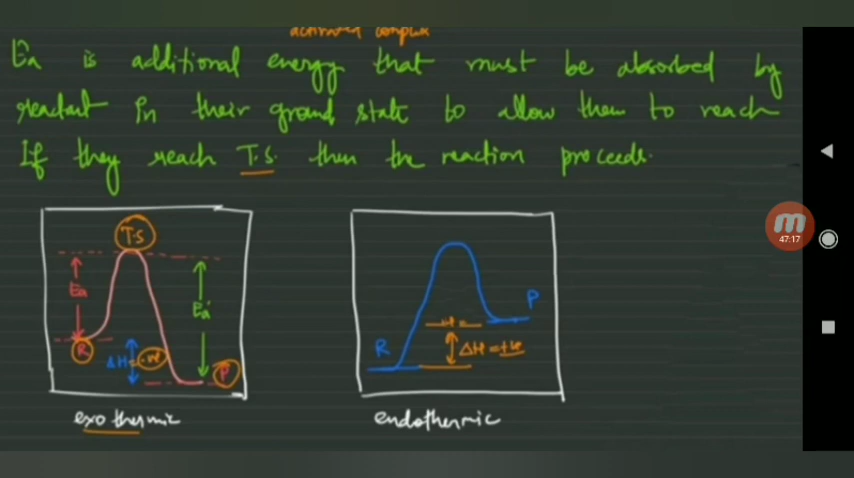 activated complex
Ea is additional energy that must be absorbed by
reactant in their ground state to allow them to reach
If they reach T.S. then the reaction proceeds.
T.S
Ea
Ea'
R
ΔH = -ve
P
exothermic
P
R
ΔH = +ve
endothermic
47:17